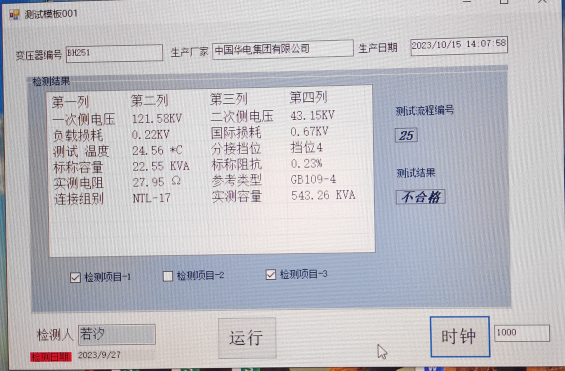 测试模板001
变压器编号 BH251 生产厂家 中国华电集团有限公司 生产日期 2023/10/15 14:07:58
检测结果
第一列 第二列 第三列 第四列
一次侧电压 121.58KV 二次侧电压 43.15KV
负载损耗 0.22KV 国际损耗 0.67KV
测试 温度 24.56 *C 分接挡位 挡位4
标称容量 22.55 KVA 标称阻抗 0.23%
实测电阻 27.95 Ω 参考类型 GB109-4
连接组别 NTL-17 实测容量 543.26 KVA
测试流程编号
25
测试结果
不合格
检测项目-1 检测项目-2 检测项目-3
检测人 若汐 运行 时钟 1000
检测日期 2023/9/27